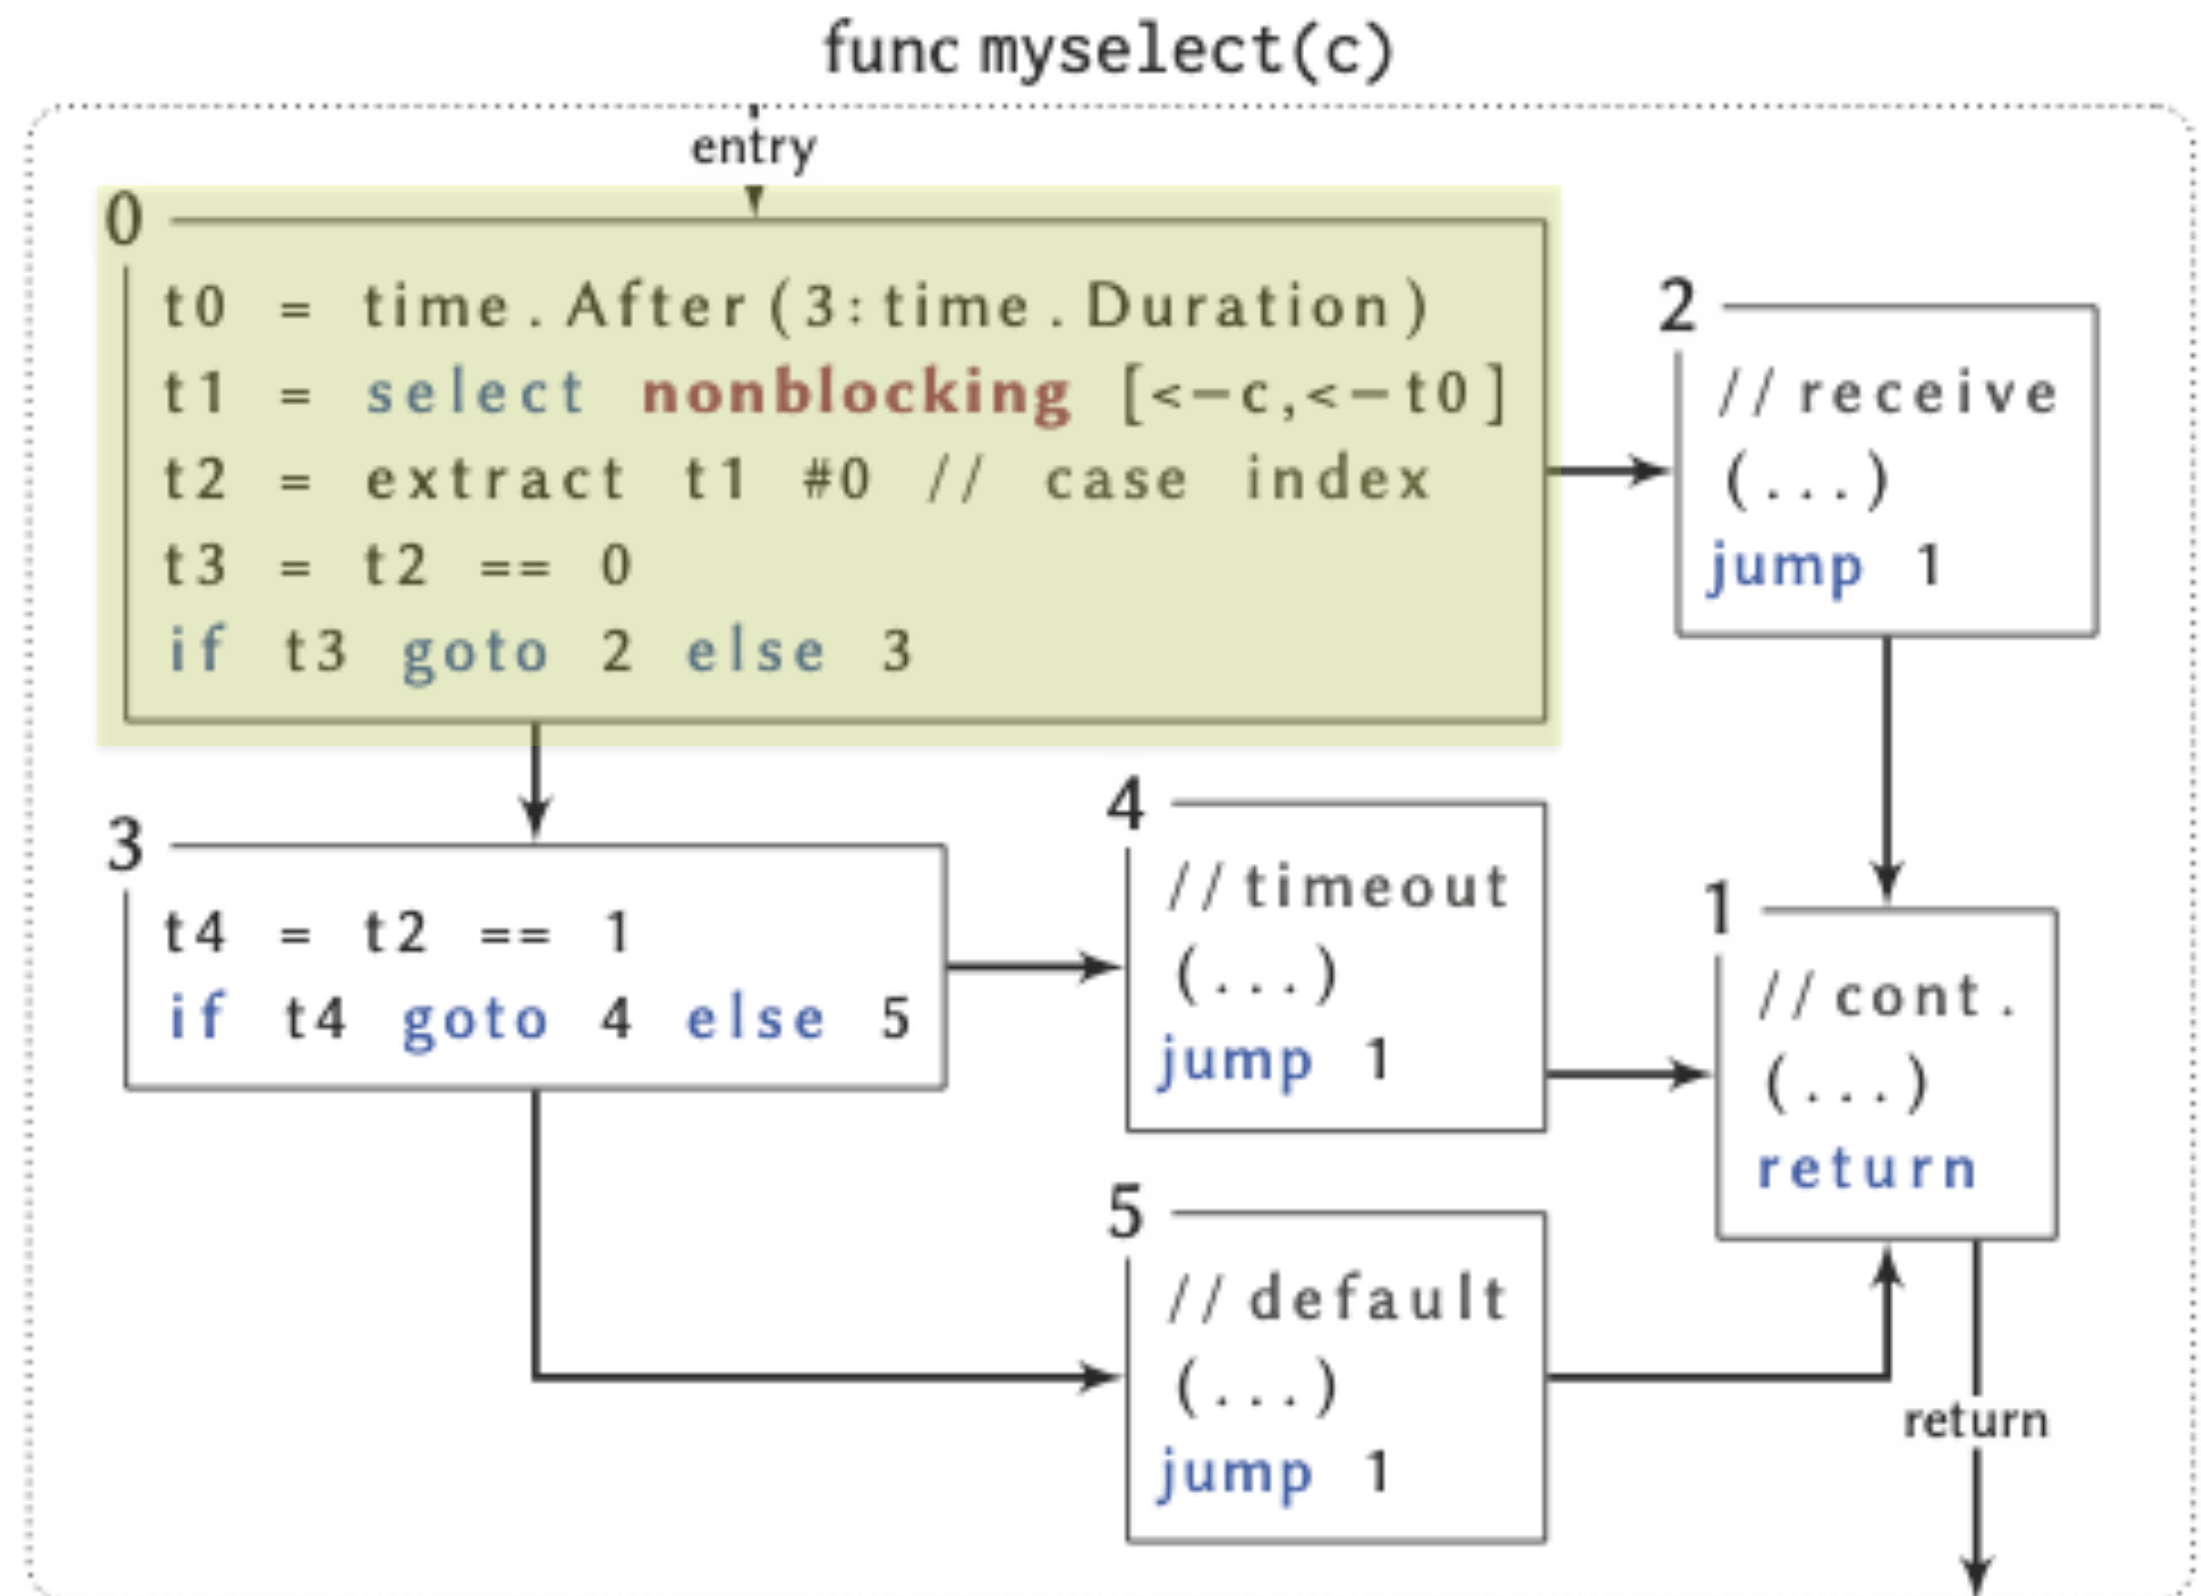 func myselect(c)
entry
0
t0 = time.After(3:time.Duration)
t1 = select nonblocking [<-c,<-t0]
t2 = extract t1 #0 // case index
t3 = t2 == 0
if t3 goto 2 else 3
2
//receive
(...)
jump 1
3
t4 = t2 == 1
if t4 goto 4 else 5
4
//timeout
(...)
jump 1
1
//cont.
(...)
return
5
//default
(...)
jump 1
return